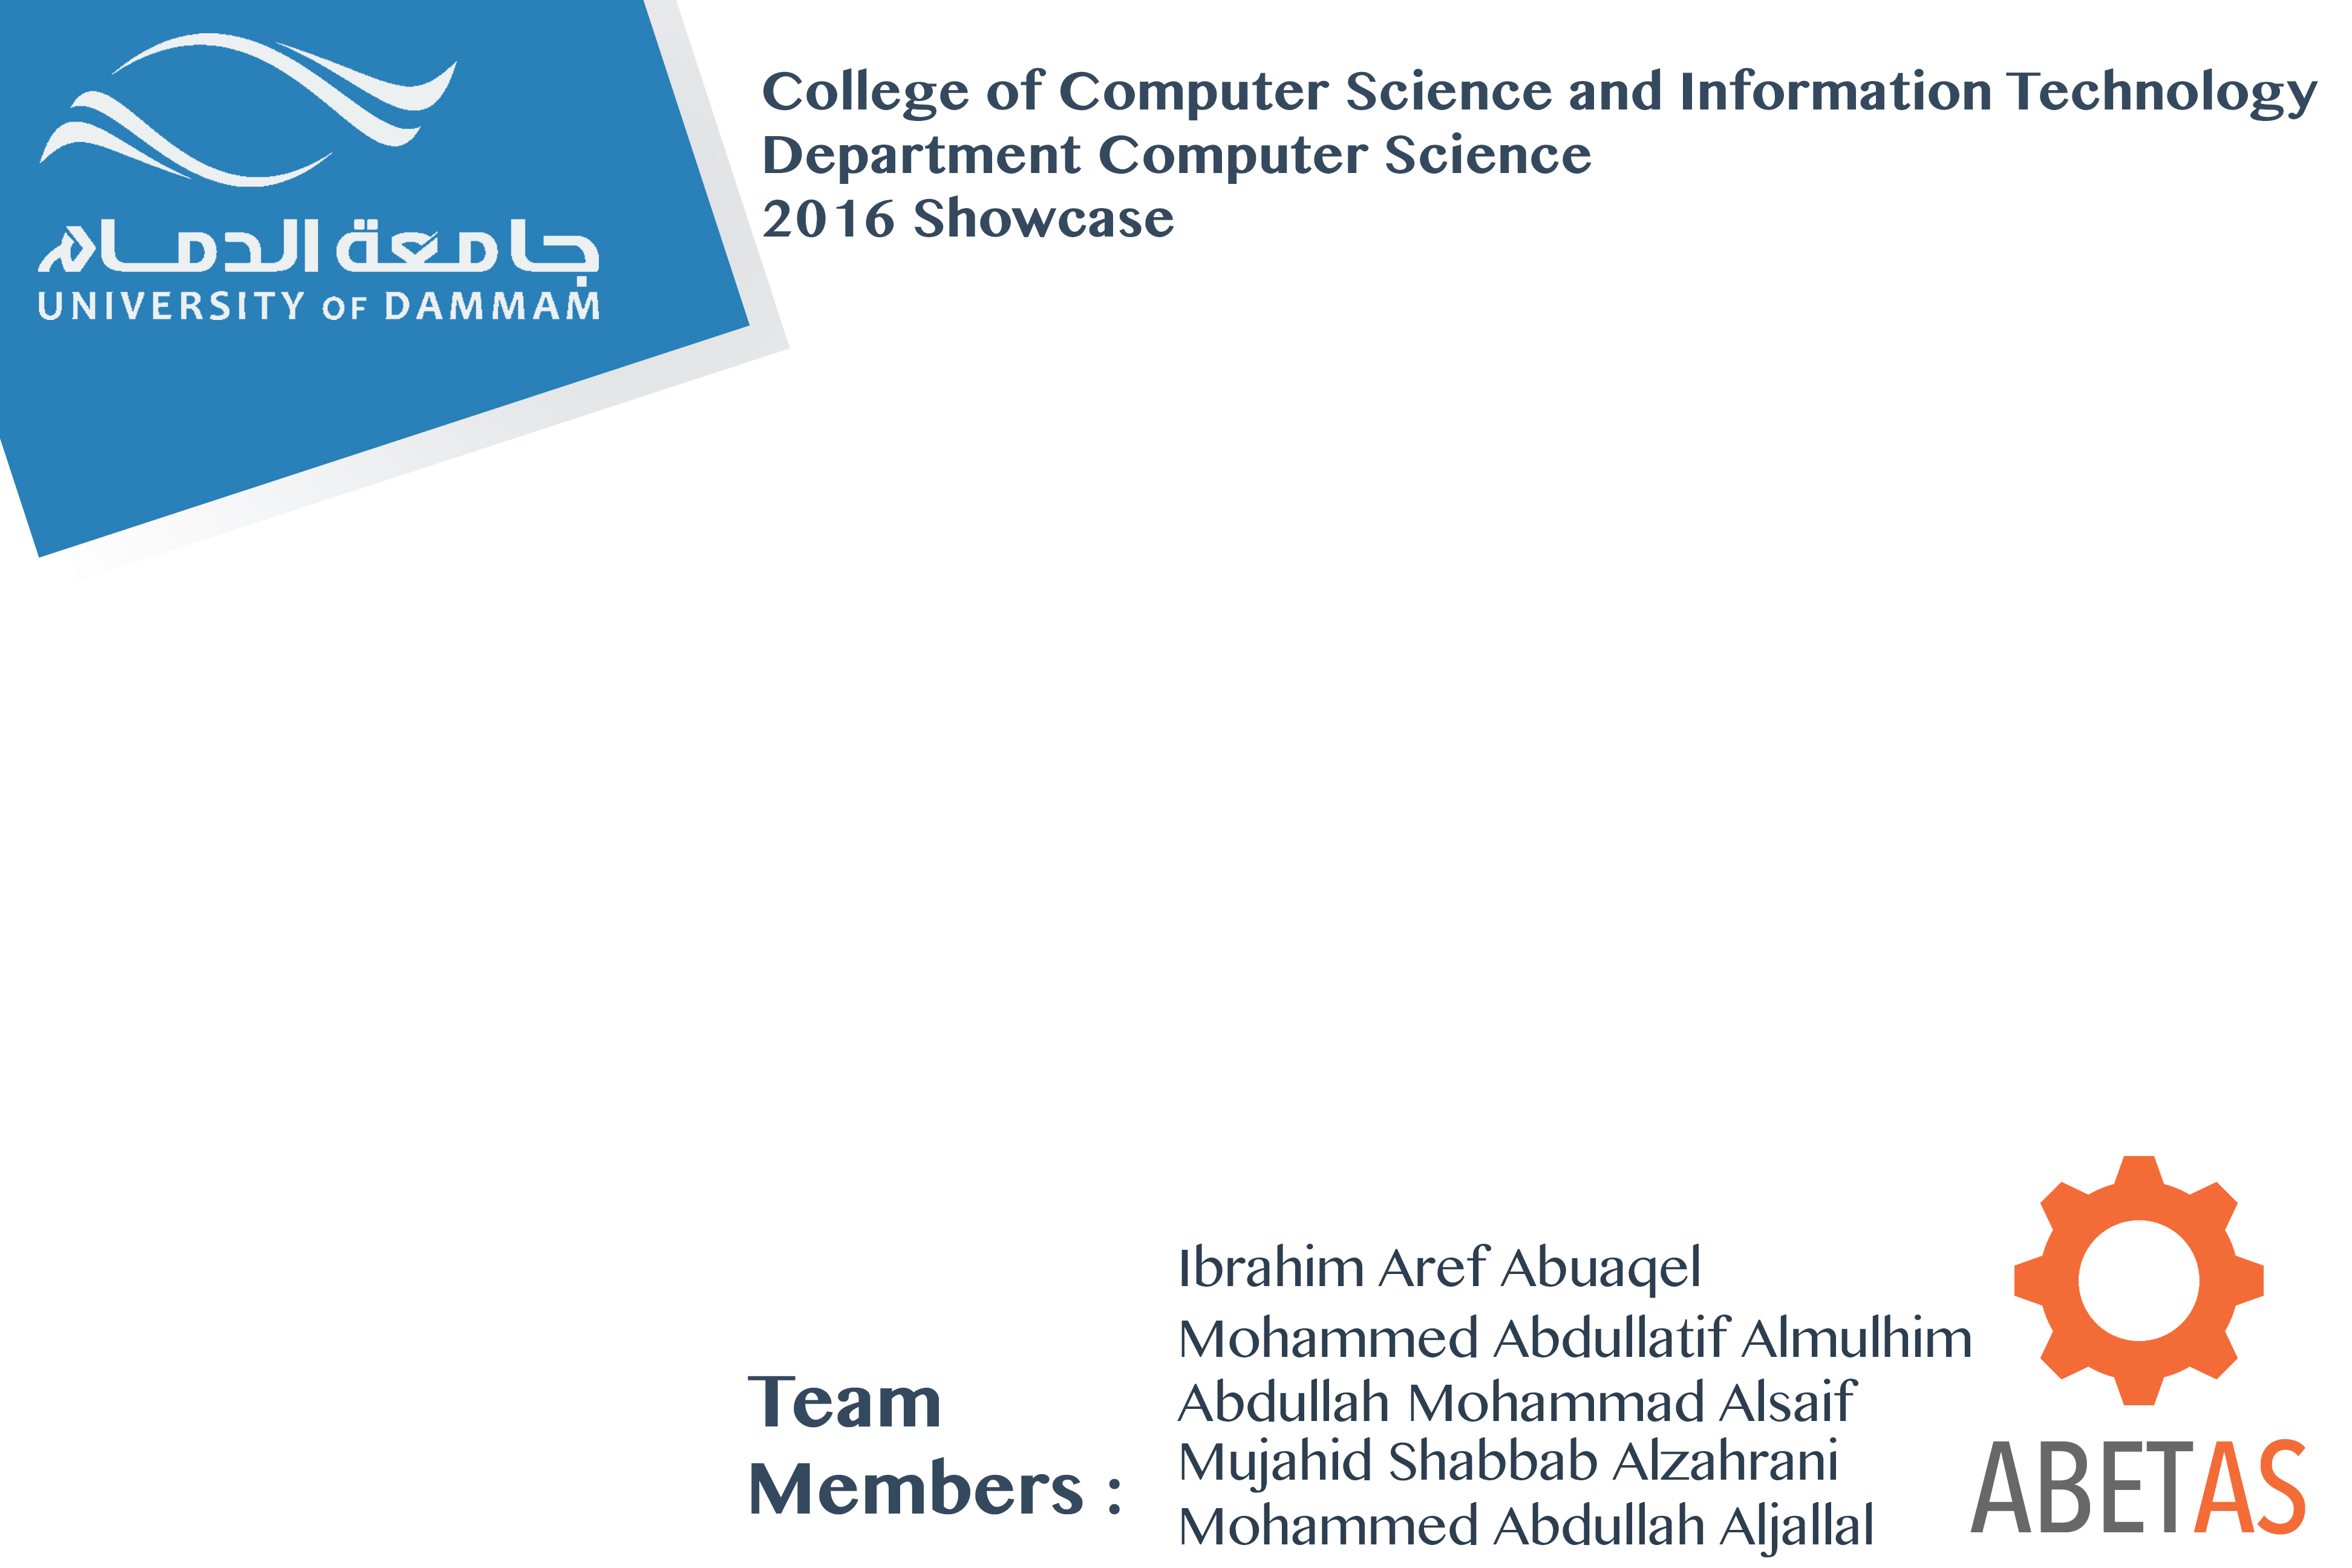 جامعة الدمام
UNIVERSITY OF DAMMAM
College of Computer Science and Information Technology
Department Computer Science
2016 Showcase
Team
Members :
Ibrahim Aref Abuaqel
Mohammed Abdullatif Almulhim
Abdullah Mohammad Alsaif
Mujahid Shabbab Alzahrani
Mohammed Abdullah Aljallal
ABETAS